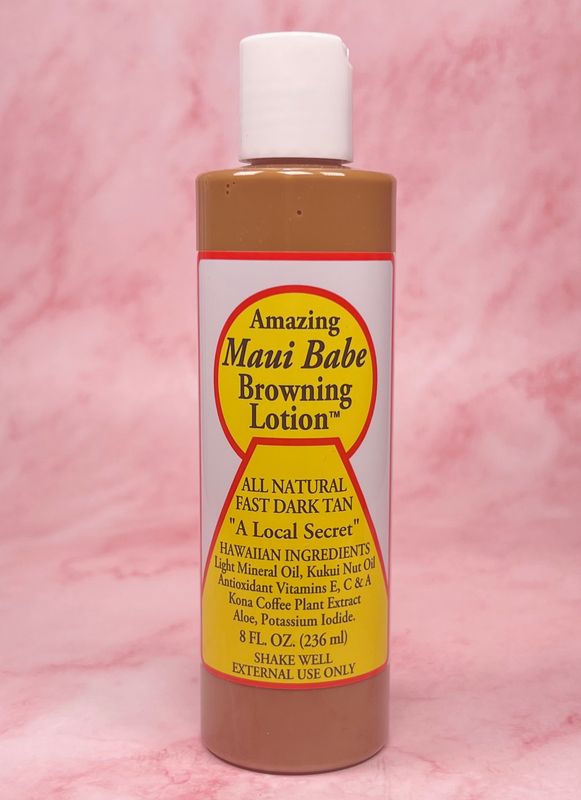 Amazing
Maui Babe
Browning
Lotion™
ALL NATURAL
FAST DARK TAN
"A Local Secret"
HAWAIIAN INGREDIENTS
Light Mineral Oil, Kukui Nut Oil
Antioxidant Vitamins E, C & A
Kona Coffee Plant Extract
Aloe, Potassium Iodide.
8 FL. OZ. (236 ml)
SHAKE WELL
EXTERNAL USE ONLY